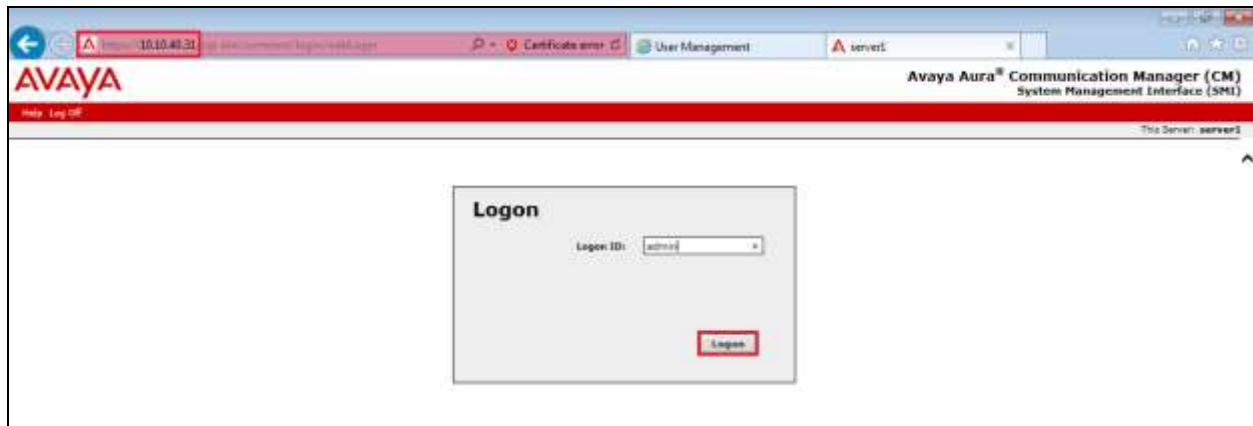 10.10.40.31 Certificate error User Management server1
AVAYA
Avaya Aura® Communication Manager (CM)
System Management Interface (SMI)
Help Log Off
This Server: server1
Logon
Logon ID: admin
Logon